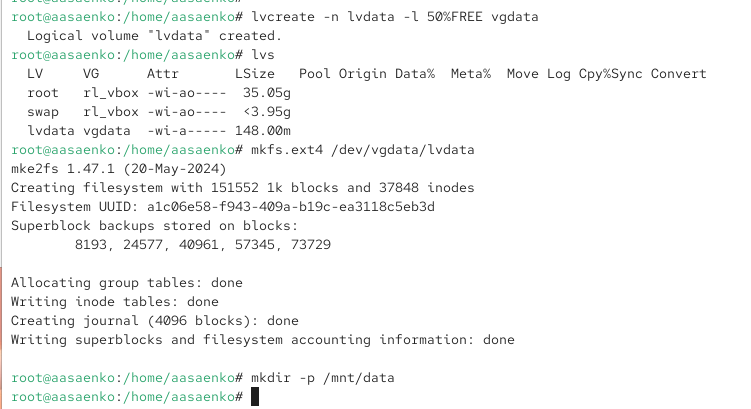 root@aasaenko:/home/aasaenko# lvcreate -n lvdata -l 50%FREE vgdata
  Logical volume "lvdata" created.
root@aasaenko:/home/aasaenko# lvs
  LV     VG      Attr       LSize   Pool Origin Data%  Meta%  Move Log Cpy%Sync Convert
  root   rl_vbox -wi-ao----  35.05g
  swap   rl_vbox -wi-ao----  <3.95g
  lvdata vgdata  -wi-a----- 148.00m
root@aasaenko:/home/aasaenko# mkfs.ext4 /dev/vgdata/lvdata
mke2fs 1.47.1 (20-May-2024)
Creating filesystem with 151552 1k blocks and 37848 inodes
Filesystem UUID: a1c06e58-f943-409a-b19c-ea3118c5eb3d
Superblock backups stored on blocks:
        8193, 24577, 40961, 57345, 73729

Allocating group tables: done
Writing inode tables: done
Creating journal (4096 blocks): done
Writing superblocks and filesystem accounting information: done

root@aasaenko:/home/aasaenko# mkdir -p /mnt/data
root@aasaenko:/home/aasaenko#